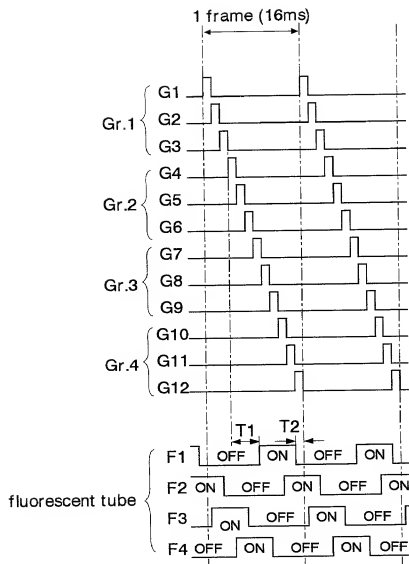 1 frame (16ms)
G1
G2
Gr.1
G3
G4
Gr.2
G5
G6
G7
Gr.3
G8
G9
G10
Gr.4
G11
G12
T1 T2
F1 OFF ON OFF ON
F2 ON OFF ON OFF ON
fluorescent tube
F3 ON OFF ON OFF
F4 OFF ON OFF ON OFF